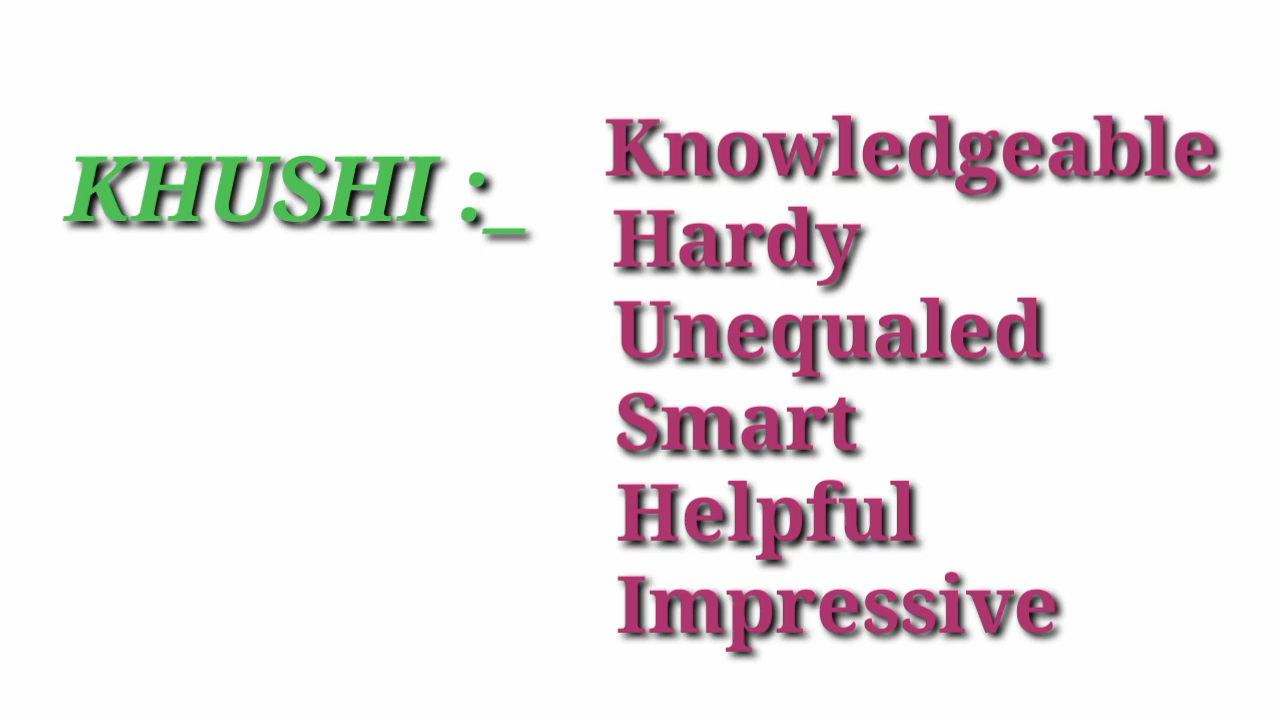 KHUSHI :_
Knowledgeable
Hardy
Unequaled
Smart
Helpful
Impressive